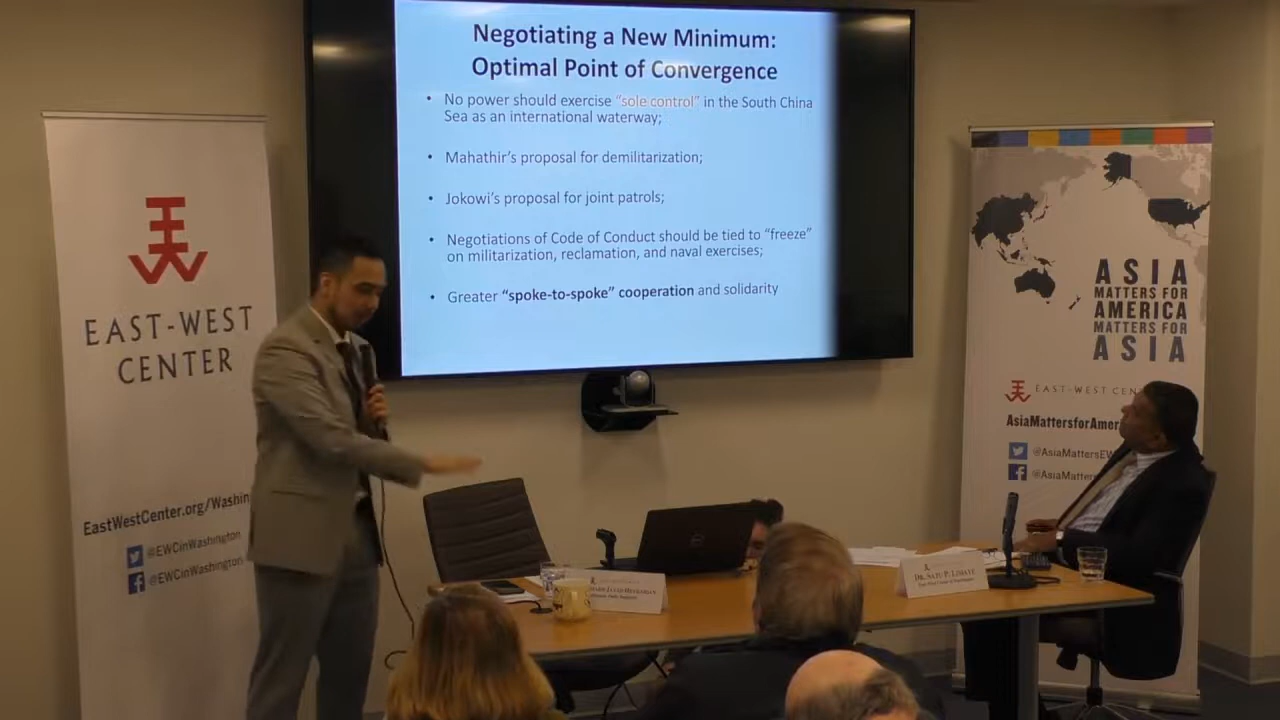 Negotiating a New Minimum:
Optimal Point of Convergence
• No power should exercise “sole control” in the South China
Sea as an international waterway;
• Mahathir’s proposal for demilitarization;
• Jokowi’s proposal for joint patrols;
• Negotiations of Code of Conduct should be tied to “freeze”
on militarization, reclamation, and naval exercises;
• Greater “spoke-to-spoke” cooperation and solidarity
EAST-WEST
CENTER
EastWestCenter.org/Washin
@EWCinWashington
@EWCinWashington
ASIA
MATTERS FOR
AMERICA
MATTERS FOR
ASIA
EAST-WEST CEN
AsiaMattersforAmer
@AsiaMattersEW
@AsiaMatter
DR. SATU P. LIMAYE